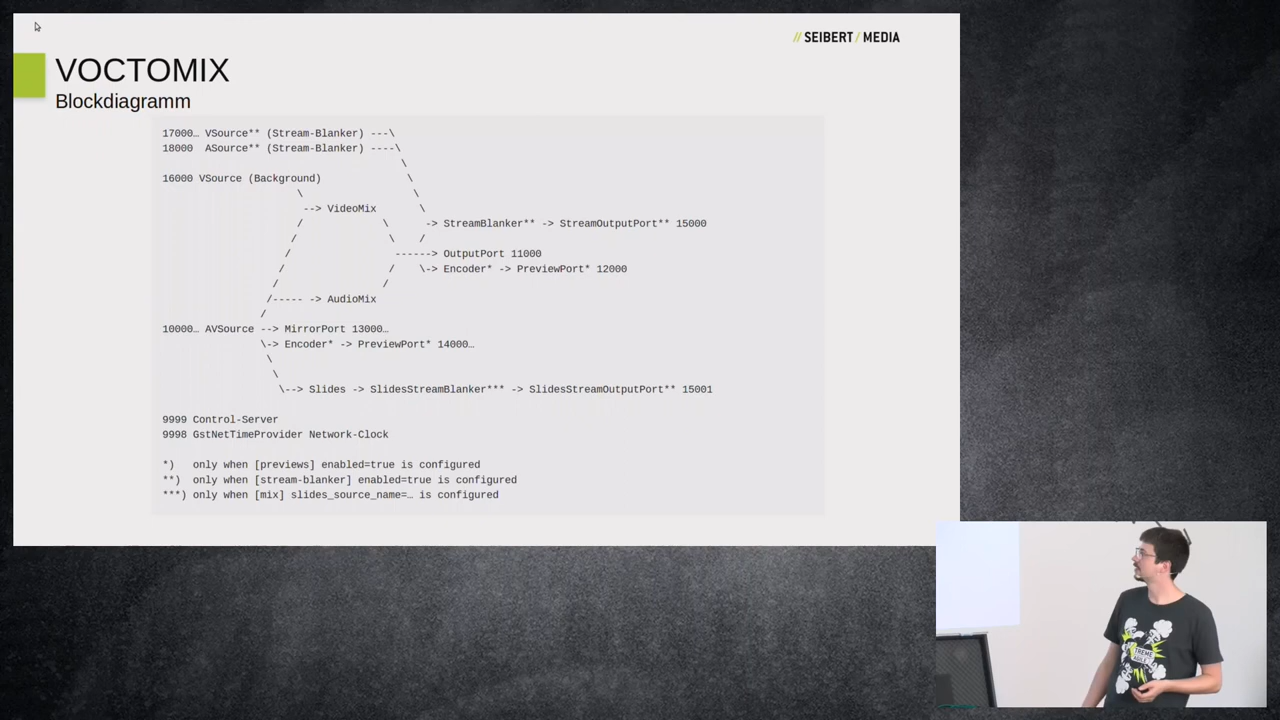 // SEIBERT / MEDIA
VOCTOMIX
Blockdiagramm
17000… VSource** (Stream-Blanker) ---\
18000  ASource** (Stream-Blanker) ----\
16000 VSource (Background)
--> VideoMix
-> StreamBlanker** -> StreamOutputPort** 15000
------> OutputPort 11000
\-> Encoder* -> PreviewPort* 12000
/----- -> AudioMix
10000… AVSource --> MirrorPort 13000…
\-> Encoder* -> PreviewPort* 14000…
\--> Slides -> SlidesStreamBlanker*** -> SlidesStreamOutputPort** 15001
9999 Control-Server
9998 GstNetTimeProvider Network-Clock
*)   only when [previews] enabled=true is configured
**)  only when [stream-blanker] enabled=true is configured
***) only when [mix] slides_source_name=… is configured
TREME
AGILE